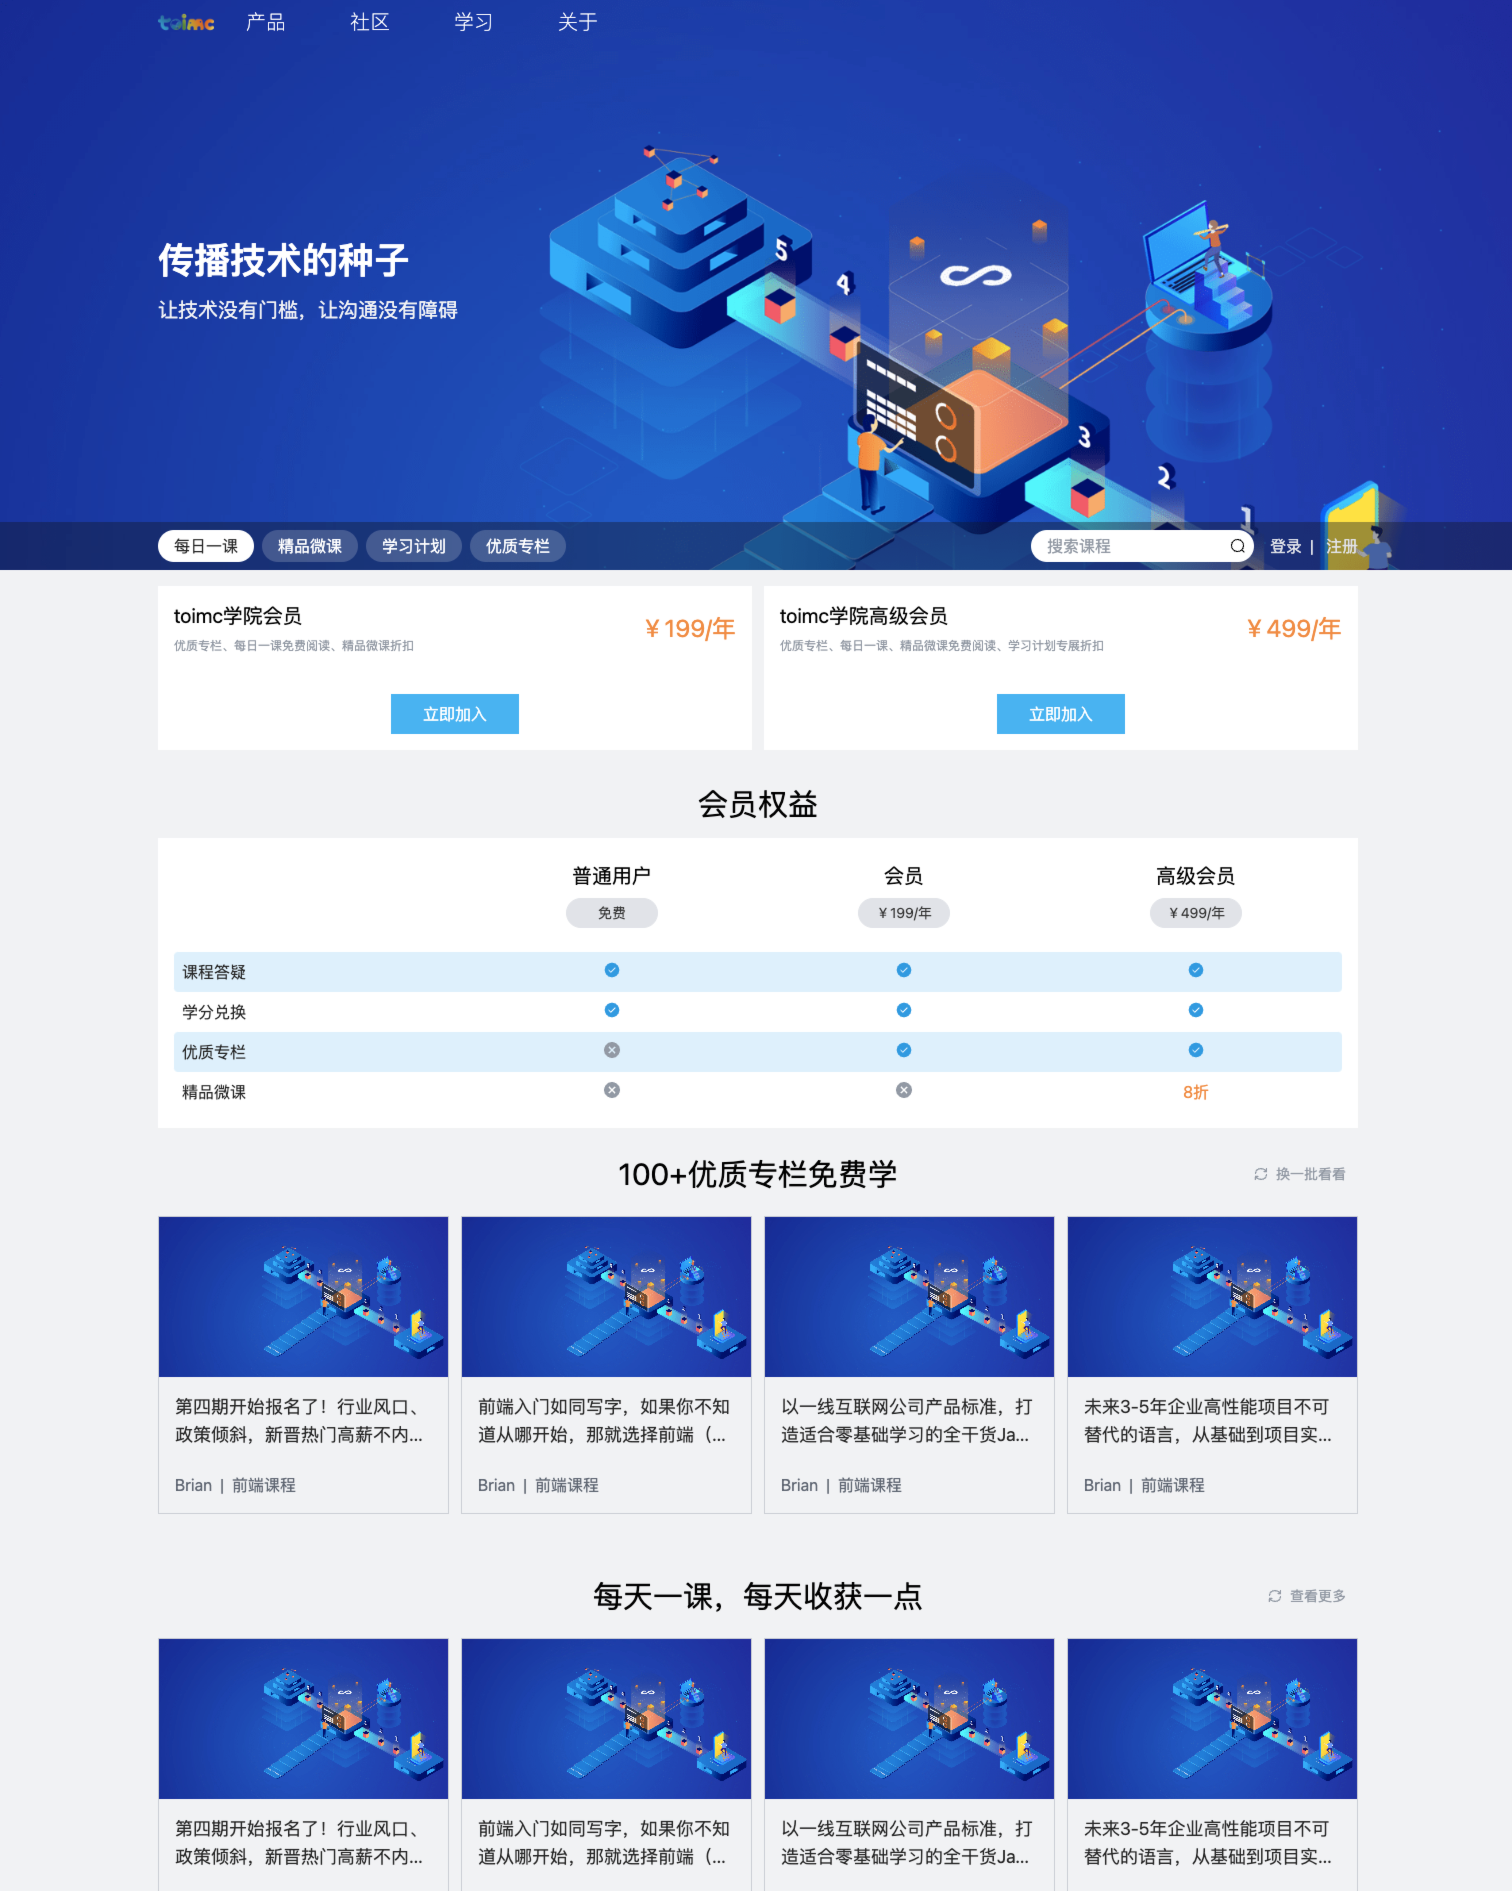 toimc 产品 社区 学习 关于
传播技术的种子
让技术没有门槛，让沟通没有障碍
5
4
3
2
1
每日一课 精品微课 学习计划 优质专栏 搜索课程 登录 | 注册
toimc学院会员
¥199/年
优质专栏、每日一课免费阅读、精品微课折扣
立即加入
toimc学院高级会员
¥499/年
优质专栏、每日一课、精品微课免费阅读、学习计划专展折扣
立即加入
会员权益
普通用户 会员 高级会员
免费 ¥199/年 ¥499/年
课程答疑
学分兑换
优质专栏
精品微课 8折
100+优质专栏免费学
换一批看看
第四期开始报名了！行业风口、
政策倾斜，新晋热门高薪不内...
Brian | 前端课程
前端入门如同写字，如果你不知
道从哪开始，那就选择前端（...
Brian | 前端课程
以一线互联网公司产品标准，打
造适合零基础学习的全干货Ja...
Brian | 前端课程
未来3-5年企业高性能项目不可
替代的语言，从基础到项目实...
Brian | 前端课程
每天一课，每天收获一点
查看更多
第四期开始报名了！行业风口、
政策倾斜，新晋热门高薪不内...
前端入门如同写字，如果你不知
道从哪开始，那就选择前端（...
以一线互联网公司产品标准，打
造适合零基础学习的全干货Ja...
未来3-5年企业高性能项目不可
替代的语言，从基础到项目实...